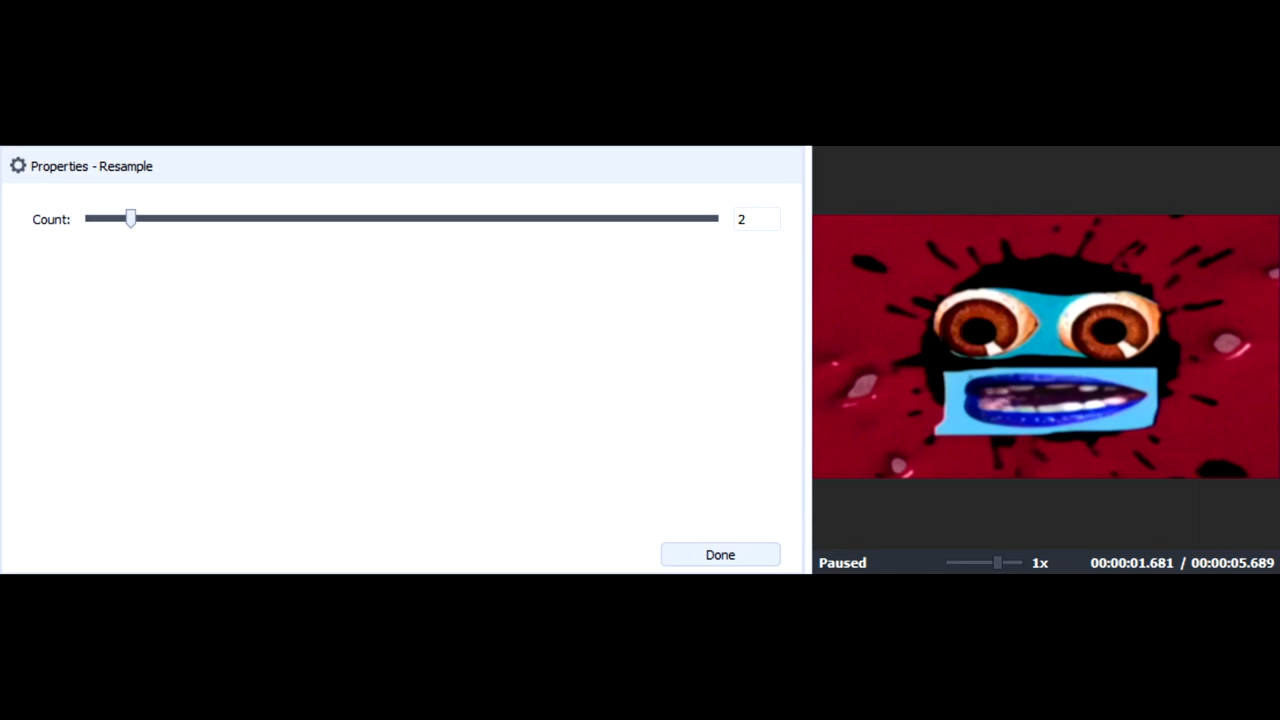 Properties - Resample
Count:
2
Done
Paused
1x
00:00:01.681 / 00:00:05.689